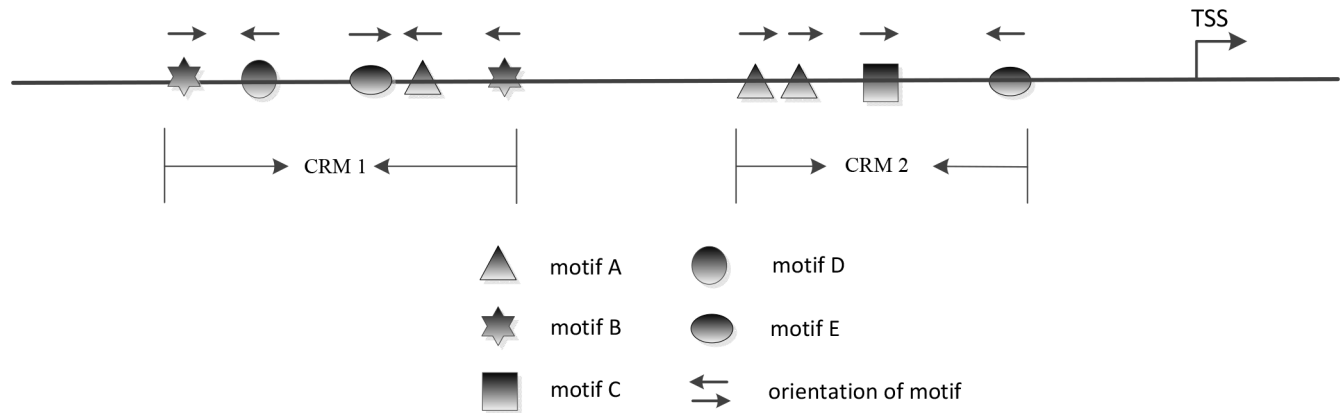 TSS
CRM 1
CRM 2
motif A
motif D
motif B
motif E
motif C
orientation of motif